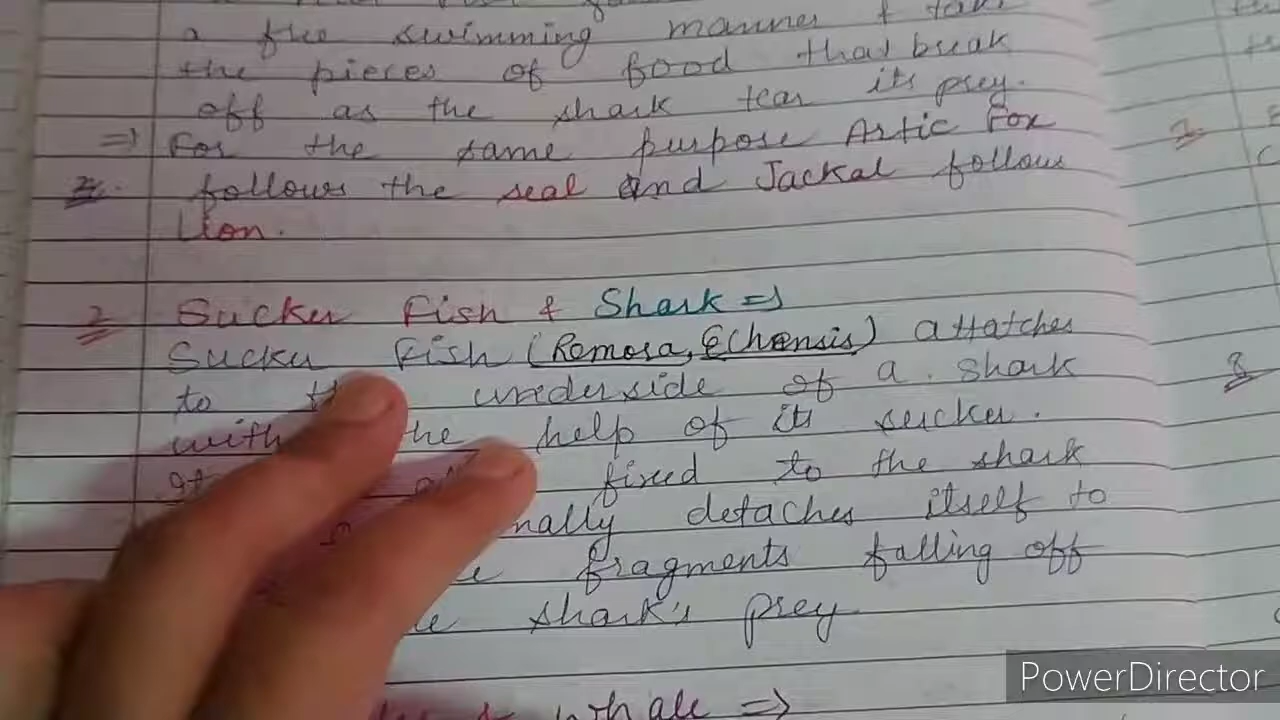 a free swimming manner & take
the pieces of food that break
off as the shark tear its prey.
=> For the same purpose Artic Fox
follows the seal and Jackal follow
Lion.
2 Sucker Fish & Shark =>
Sucker Fish (Remora, Echensis) attatches
to underside of a shark
with the help of its sucker.
fixed to the shark
nally detaches itself to
fragments falling off
shark's prey
& whale =>
PowerDirector